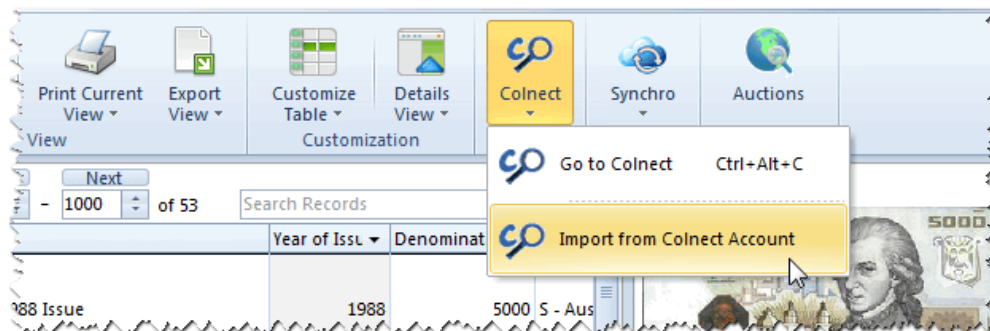 Print Current
View
Export
View
Customize
Table
Details
View
Colnect
Synchro
Auctions
View
Customization
Go to Colnect Ctrl+Alt+C
Import from Colnect Account
Next
- 1000 of 53
Search Records
Year of Issu
Denominat
88 Issue
1988
5000
S - Aus
5000